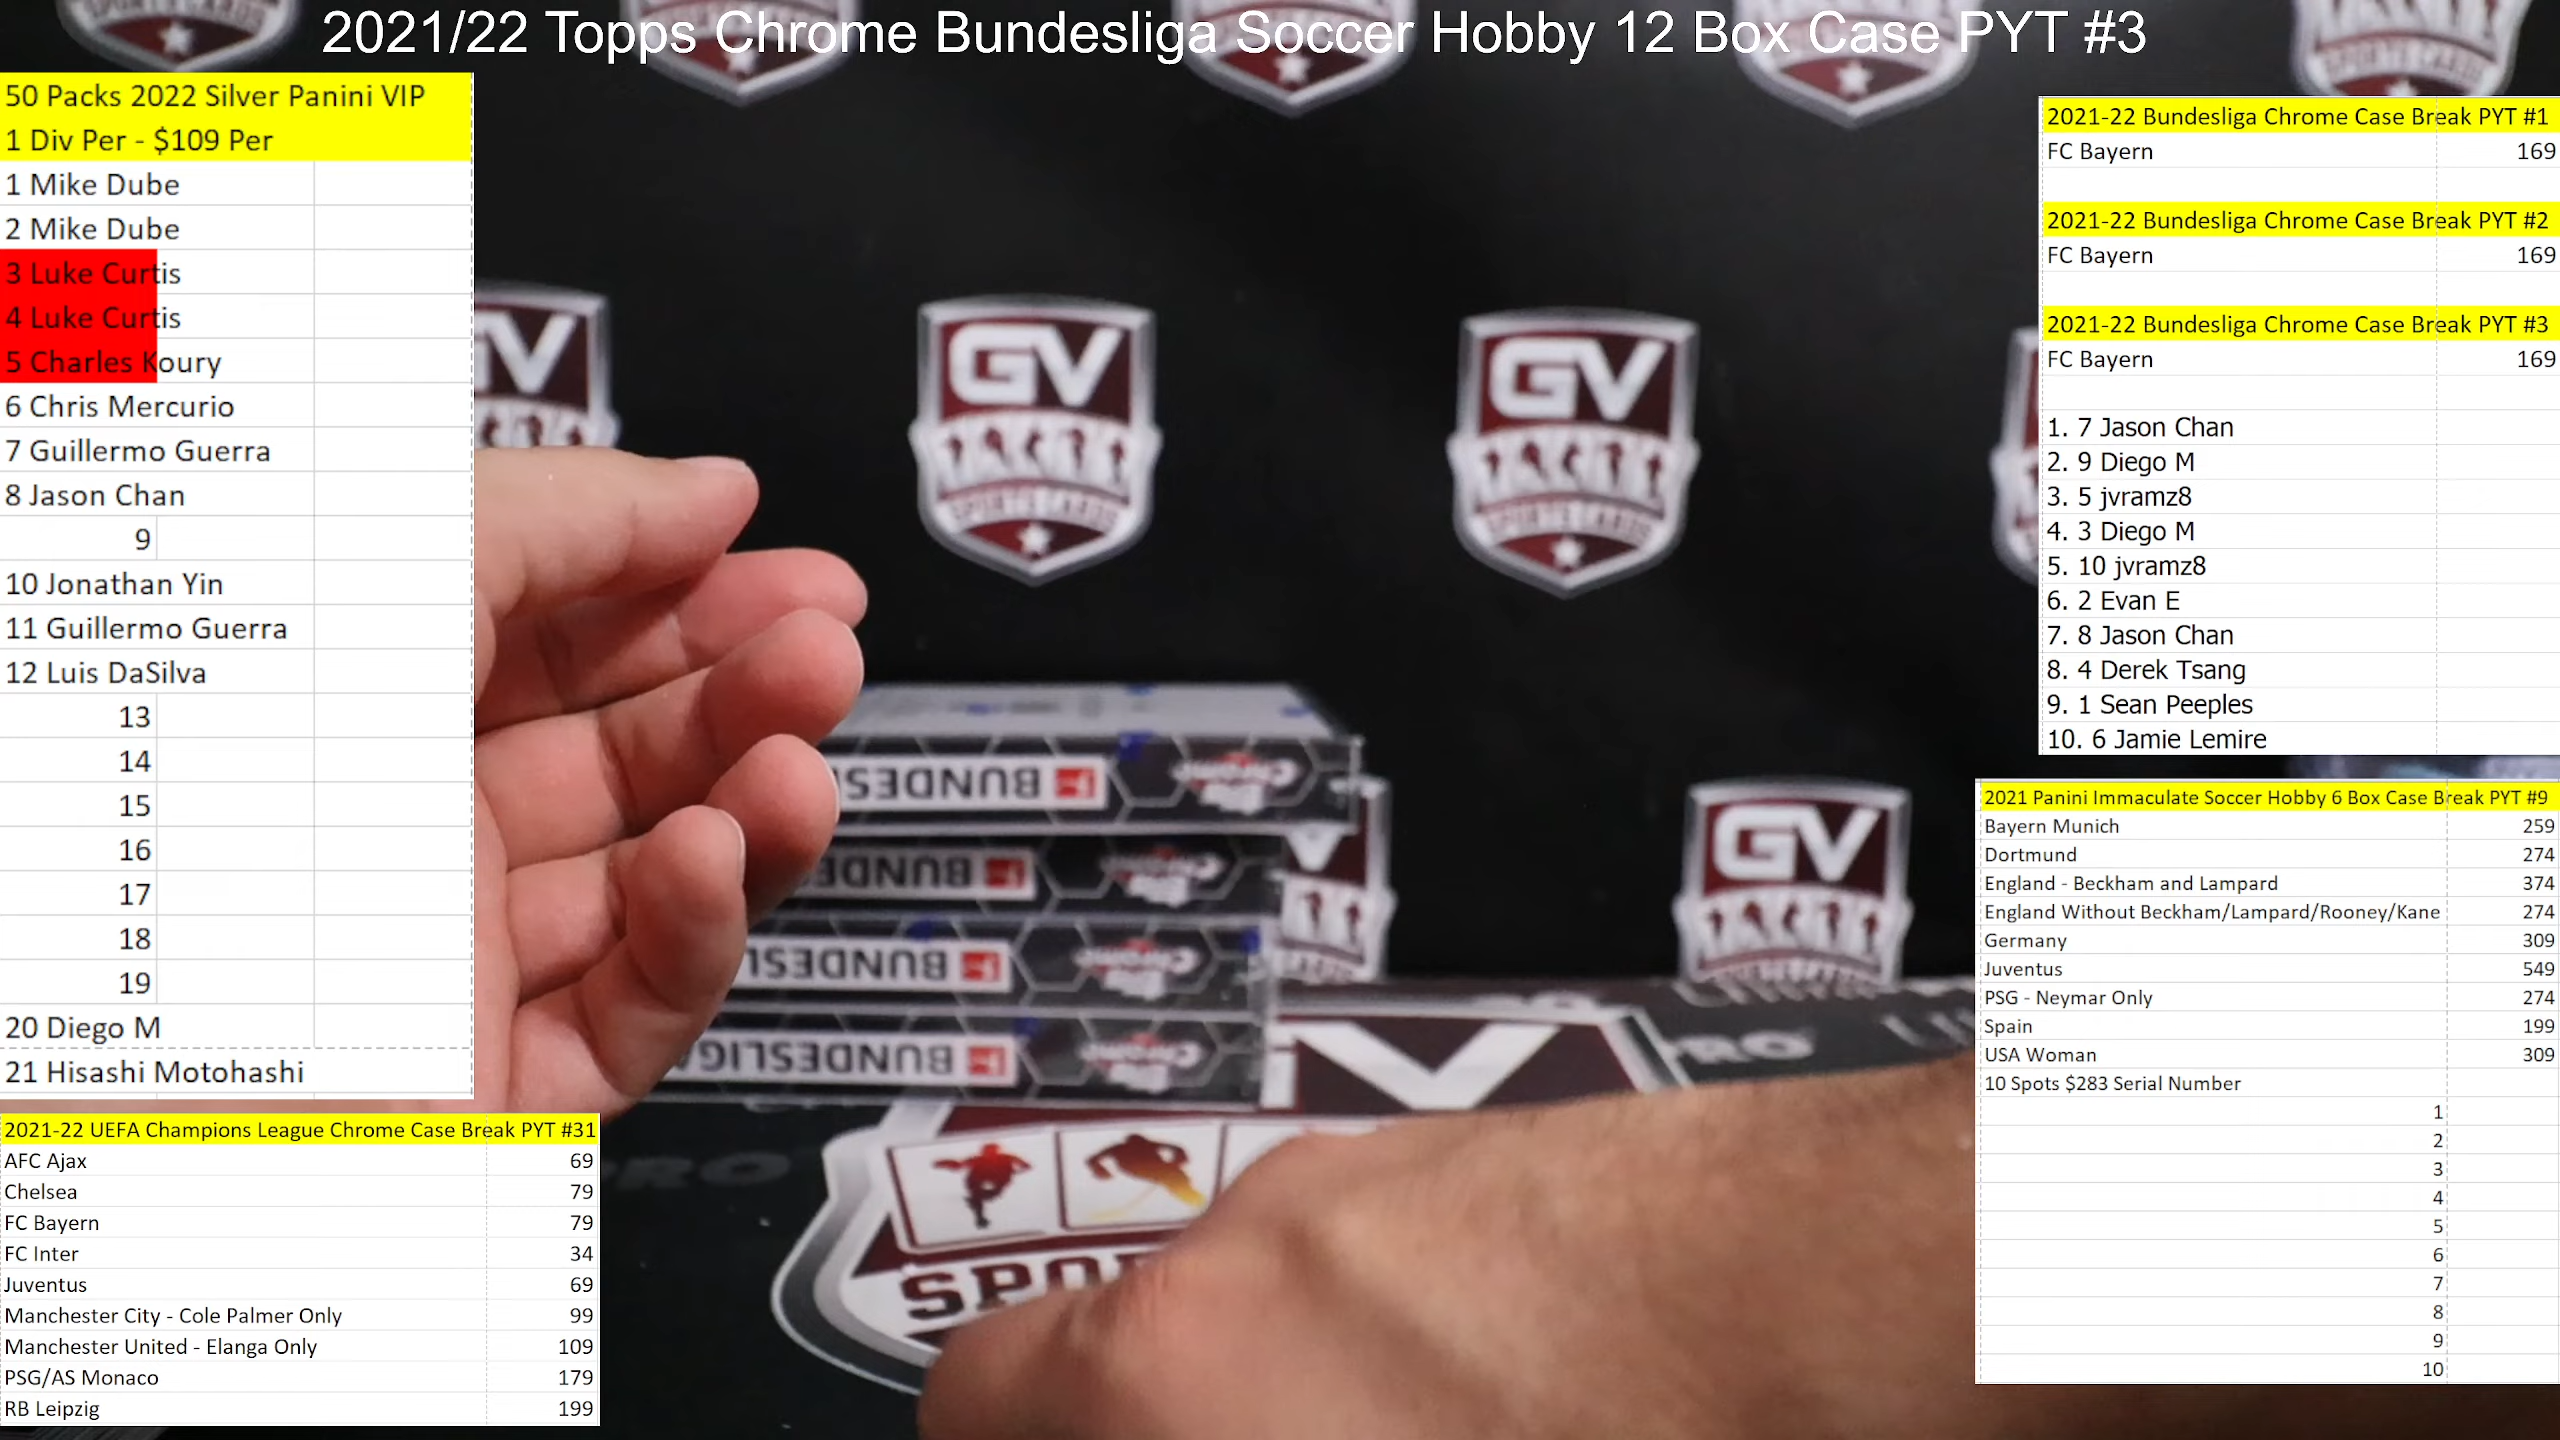 2021/22 Topps Chrome Bundesliga Soccer Hobby 12 Box Case PYT #3
50 Packs 2022 Silver Panini VIP
1 Div Per - $109 Per
1 Mike Dube
2 Mike Dube
3 Luke Curtis
4 Luke Curtis
5 Charles Koury
6 Chris Mercurio
7 Guillermo Guerra
8 Jason Chan
9
10 Jonathan Yin
11 Guillermo Guerra
12 Luis DaSilva
13
14
15
16
17
18
19
20 Diego M
21 Hisashi Motohashi
2021-22 UEFA Champions League Chrome Case Break PYT #31
AFC Ajax 69
Chelsea 79
FC Bayern 79
FC Inter 34
Juventus 69
Manchester City - Cole Palmer Only 99
Manchester United - Elanga Only 109
PSG/AS Monaco 179
RB Leipzig 199
GV
GV
GV
BUNDES
BUNDE
BUNDESL
BUNDESLIGA
SPO
2021-22 Bundesliga Chrome Case Break PYT #1
FC Bayern 169
2021-22 Bundesliga Chrome Case Break PYT #2
FC Bayern 169
2021-22 Bundesliga Chrome Case Break PYT #3
FC Bayern 169
1. 7 Jason Chan
2. 9 Diego M
3. 5 jvramz8
4. 3 Diego M
5. 10 jvramz8
6. 2 Evan E
7. 8 Jason Chan
8. 4 Derek Tsang
9. 1 Sean Peeples
10. 6 Jamie Lemire
2021 Panini Immaculate Soccer Hobby 6 Box Case Break PYT #9
Bayern Munich 259
Dortmund 274
England - Beckham and Lampard 374
England Without Beckham/Lampard/Rooney/Kane 274
Germany 309
Juventus 549
PSG - Neymar Only 274
Spain 199
USA Woman 309
10 Spots $283 Serial Number
1
2
3
4
5
6
7
8
9
10